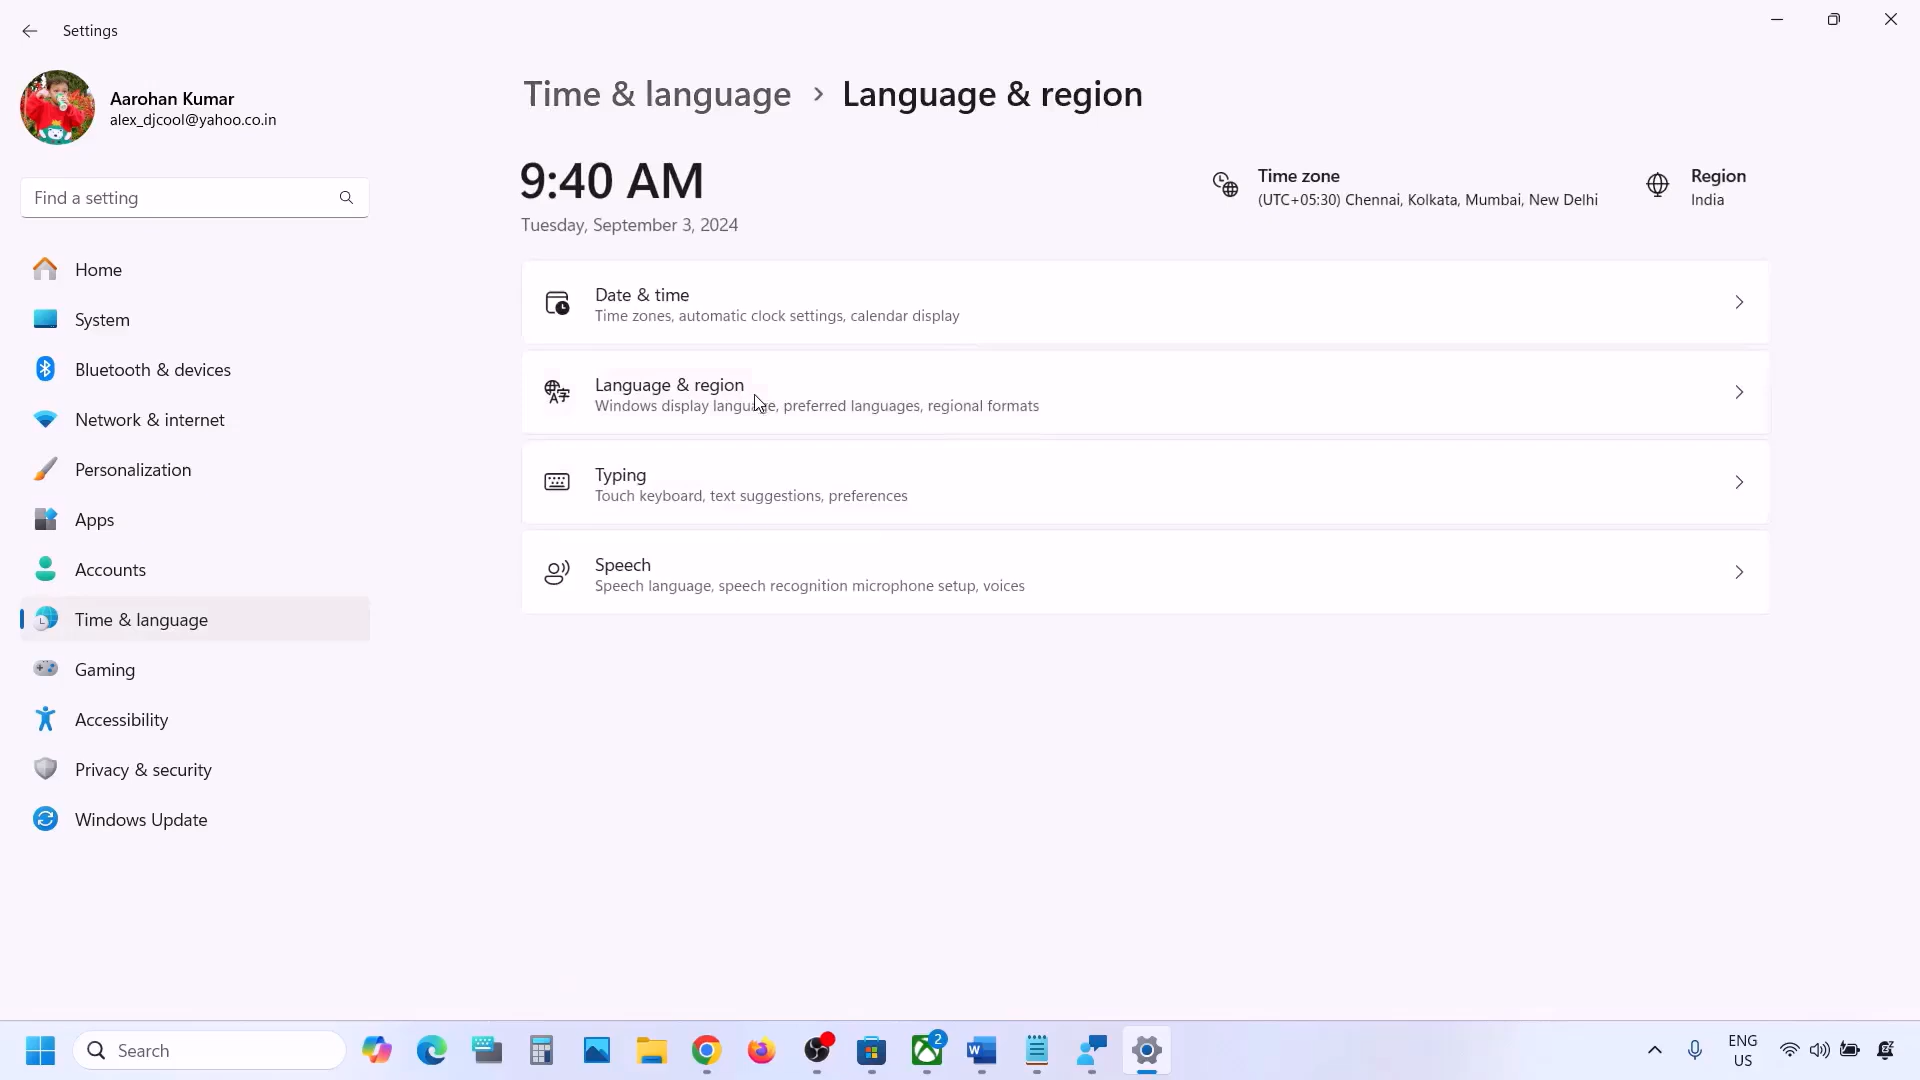 Settings
Aarohan Kumar
alex_djcool@yahoo.co.in
Find a setting
Home
System
Bluetooth & devices
Network & internet
Personalization
Apps
Accounts
Time & language
Gaming
Accessibility
Privacy & security
Windows Update
Time & language > Language & region
9:40 AM
Tuesday, September 3, 2024
Time zone
(UTC+05:30) Chennai, Kolkata, Mumbai, New Delhi
Region
India
Date & time
Time zones, automatic clock settings, calendar display
Language & region
Windows display language, preferred languages, regional formats
Typing
Touch keyboard, text suggestions, preferences
Speech
Speech language, speech recognition microphone setup, voices
Search
2
ENG
US